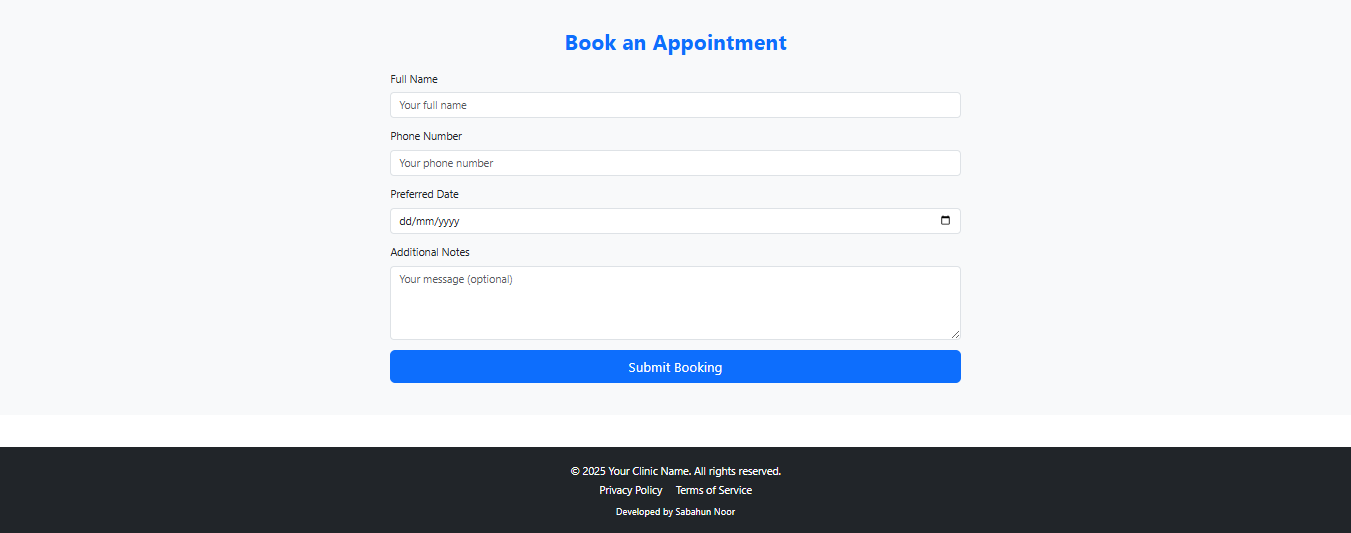 Book an Appointment
Full Name
Your full name
Phone Number
Your phone number
Preferred Date
dd/mm/yyyy
Additional Notes
Your message (optional)
Submit Booking
© 2025 Your Clinic Name. All rights reserved.
Privacy Policy Terms of Service
Developed by Sabahun Noor